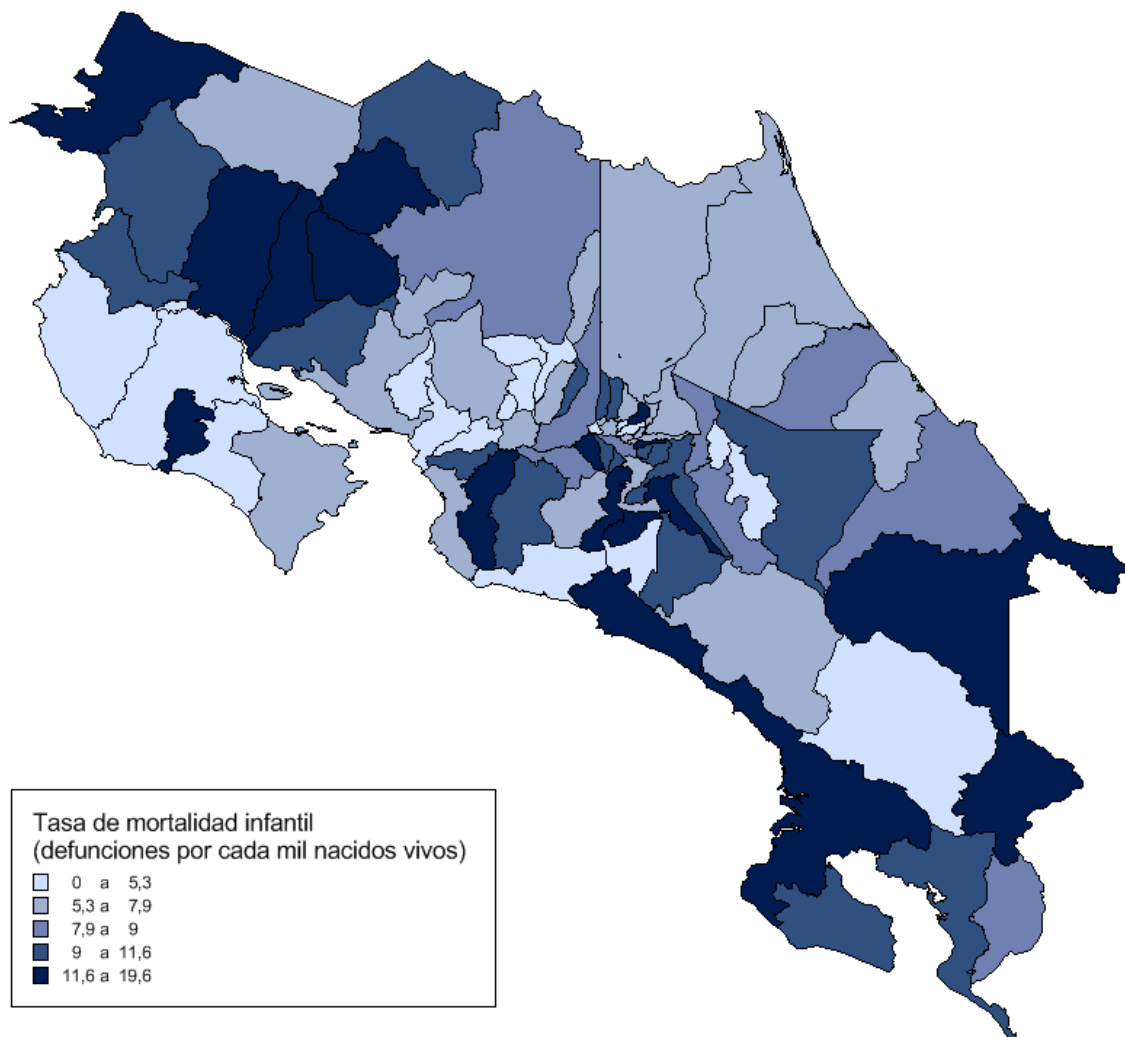 Tasa de mortalidad infantil
(defunciones por cada mil nacidos vivos)
0 a 5,3
5,3 a 7,9
7,9 a 9
9 a 11,6
11,6 a 19,6